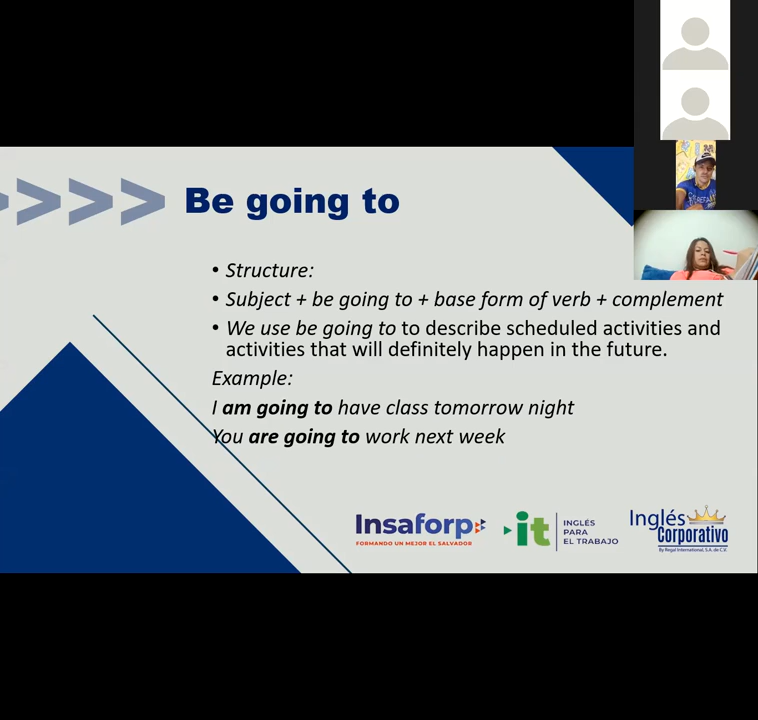 >>>> Be going to
• Structure:
• Subject + be going to + base form of verb + complement
• We use be going to to describe scheduled activities and
activities that will definitely happen in the future.
Example:
I am going to have class tomorrow night
You are going to work next week
Insaforp
FORMANDO UN MEJOR EL SALVADOR
it
INGLÉS
PARA
EL TRABAJO
Inglés
Corporativo
By Regal International, S.A. de C.V.